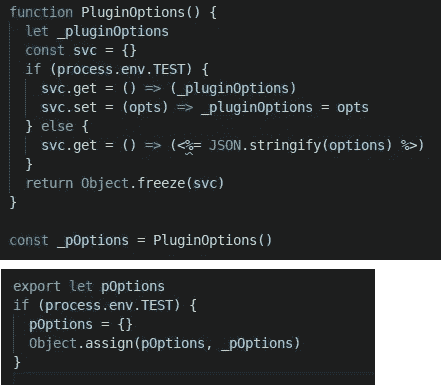 function PluginOptions() {
  let _pluginOptions
  const svc = {}
  if (process.env.TEST) {
    svc.get = () => (_pluginOptions)
    svc.set = (opts) => _pluginOptions = opts
  } else {
    svc.get = () => (<%= JSON.stringify(options) %>)
  }
  return Object.freeze(svc)
}
const _pOptions = PluginOptions()
export let pOptions
if (process.env.TEST) {
  pOptions = {}
  Object.assign(pOptions, _pOptions)
}